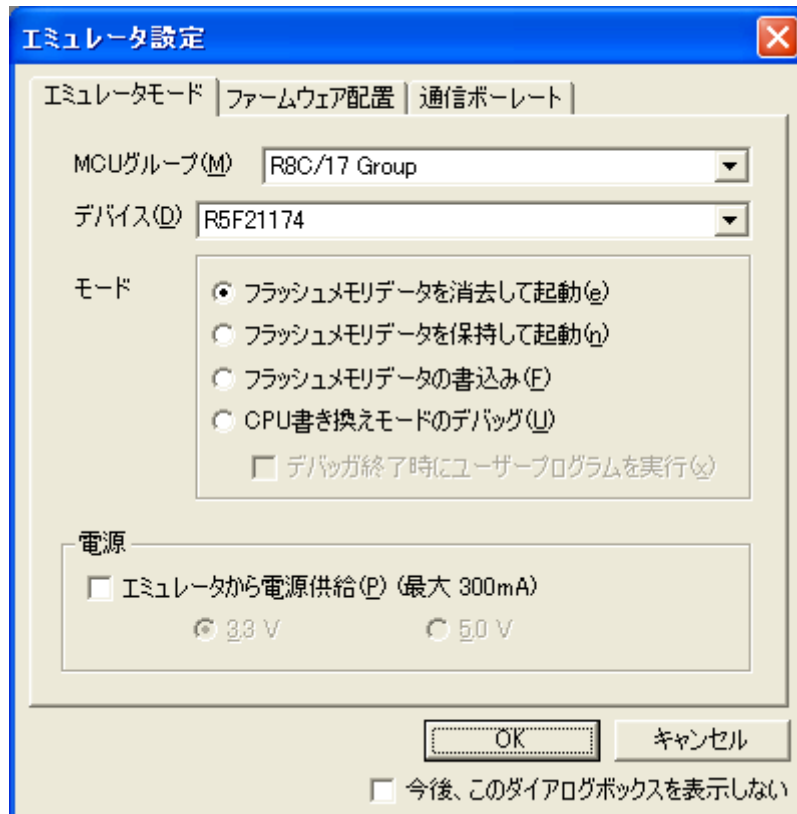 エミュレータ設定
エミュレータモード ファームウェア配置 通信ボーレート
MCUグループ(M) R8C/17 Group
デバイス(D) R5F21174
モード
フラッシュメモリデータを消去して起動(e)
フラッシュメモリデータを保持して起動(n)
フラッシュメモリデータの書込み(F)
CPU書き換えモードのデバッグ(U)
デバッガ終了時にユーザープログラムを実行(x)
電源
エミュレータから電源供給(P) (最大 300mA)
3.3 V 5.0 V
OK キャンセル
今後、このダイアログボックスを表示しない